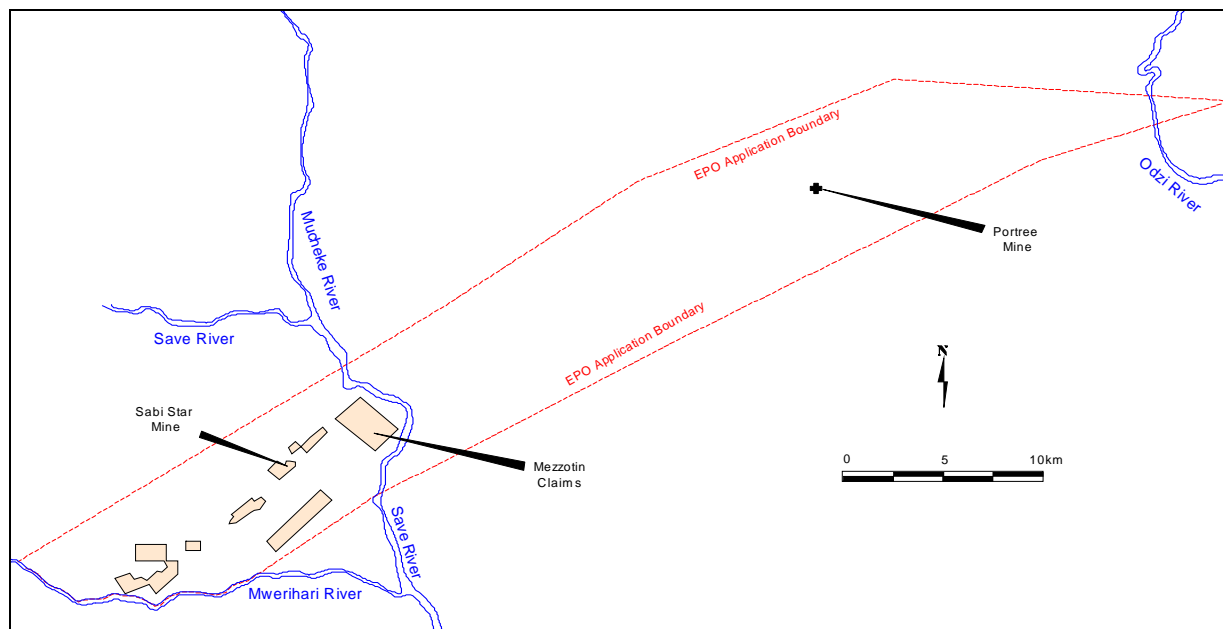 EPO Application Boundary
Odzi River
Mucheke River
Portree
Mine
N
Save River
EPO Application Boundary
Sabi Star
Mine
0
5
10km
Mezzotin
Claims
Save River
Mwerihari River